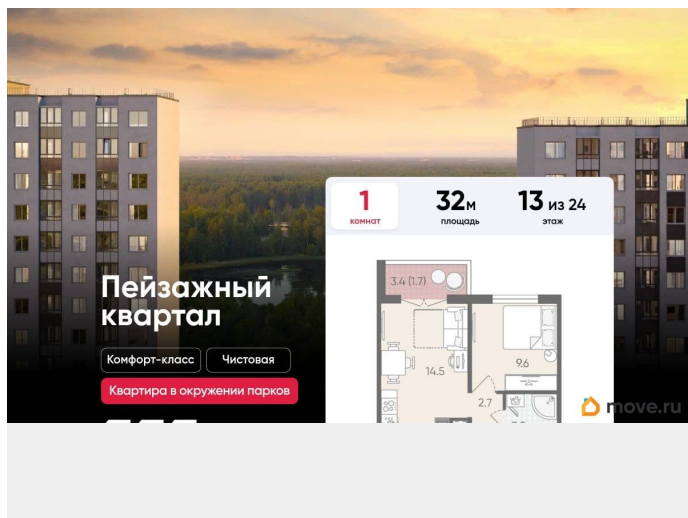 1
комнат
32м
площадь
13 из 24
этаж
Пейзажный
квартал
Комфорт-класс
Чистовая
Квартира в окружении парков
3.4 (1.7)
14.5
9.6
2.7
move.ru